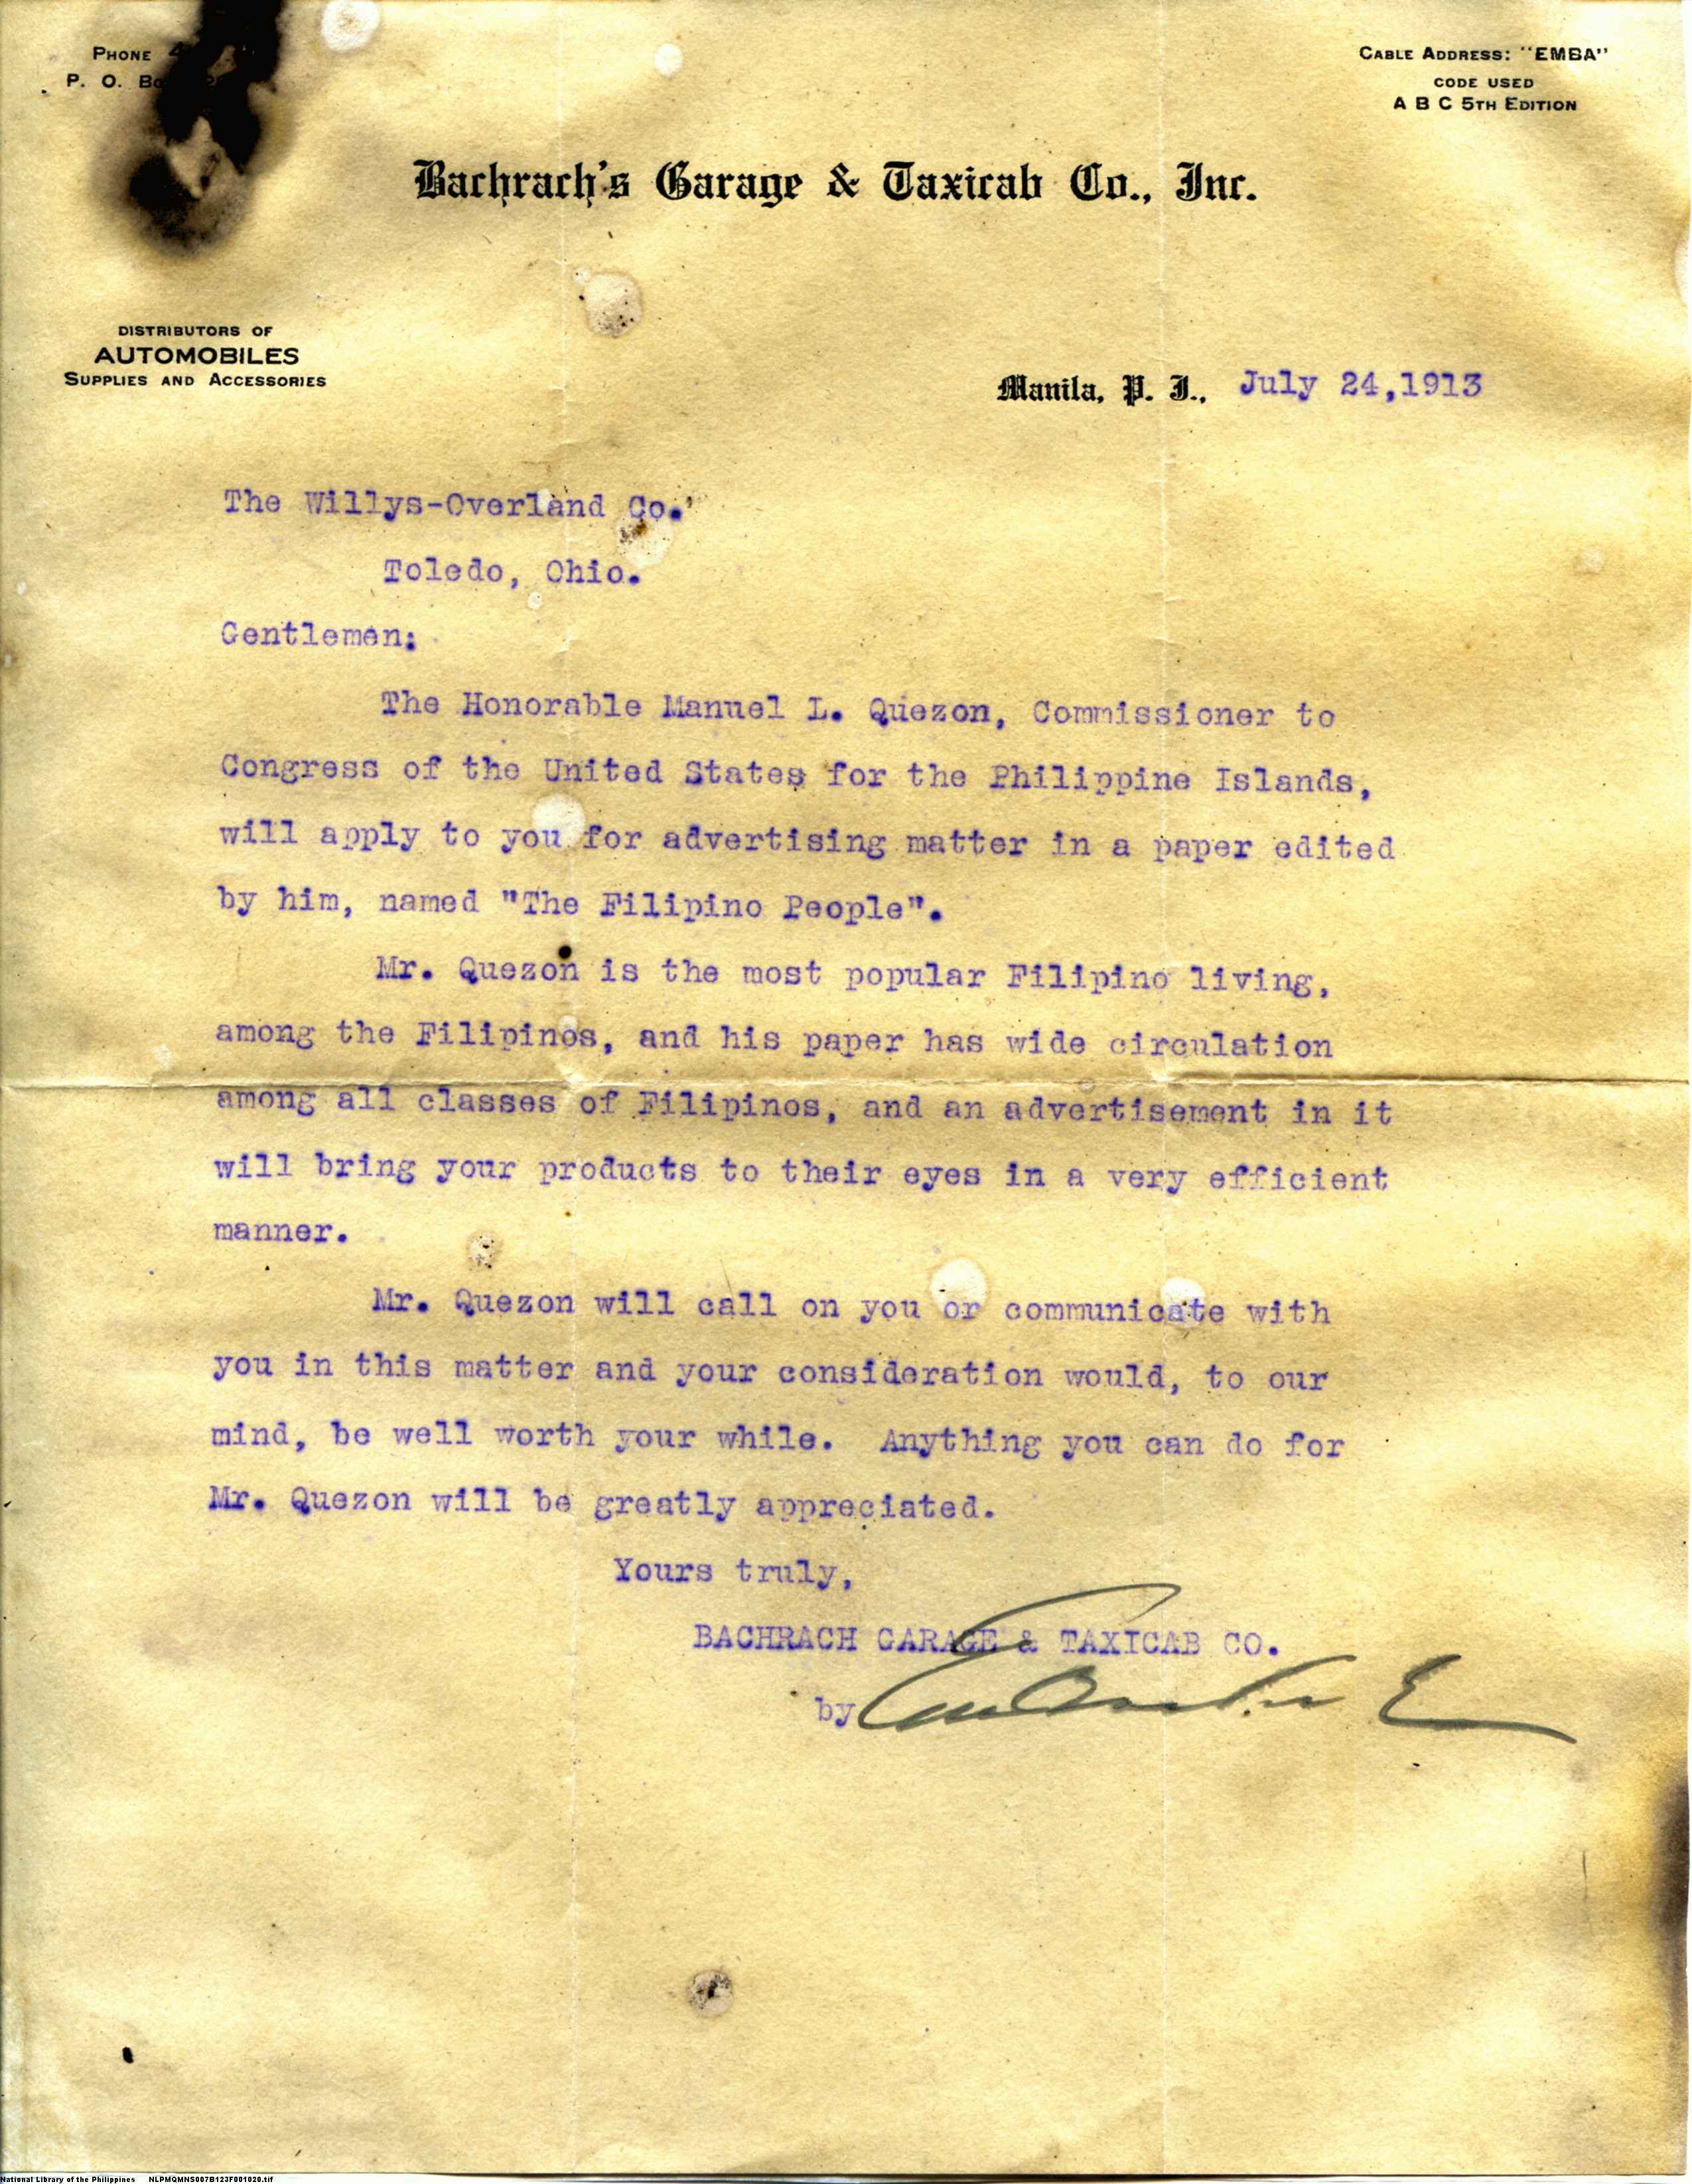 PHONE 4
P. O. Bo
CABLE ADDRESS: "EMBA"
CODE USED
A B C 5TH EDITION
Bachrach's Garage & Taxicab Co., Inc.
DISTRIBUTORS OF
AUTOMOBILES
SUPPLIES AND ACCESSORIES
Manila, P. I., July 24,1913
The Willys-Overland Co.
Toledo, Ohio.
Gentlemen:
The Honorable Manuel L. Quezon, Commissioner to
Congress of the United States for the Philippine Islands,
will apply to you for advertising matter in a paper edited
by him, named "The Filipino People".
Mr. Quezon is the most popular Filipino living,
among the Filipinos, and his paper has wide circulation
among all classes of Filipinos, and an advertisement in it
will bring your products to their eyes in a very efficient
manner.
Mr. Quezon will call on you or communicate with
you in this matter and your consideration would, to our
mind, be well worth your while. Anything you can do for
Mr. Quezon will be greatly appreciated.
Yours truly,
BACHRACH GARAGE & TAXICAB CO.
by
National Library of the Philippines NLPMQMNS007B123F001020.tif